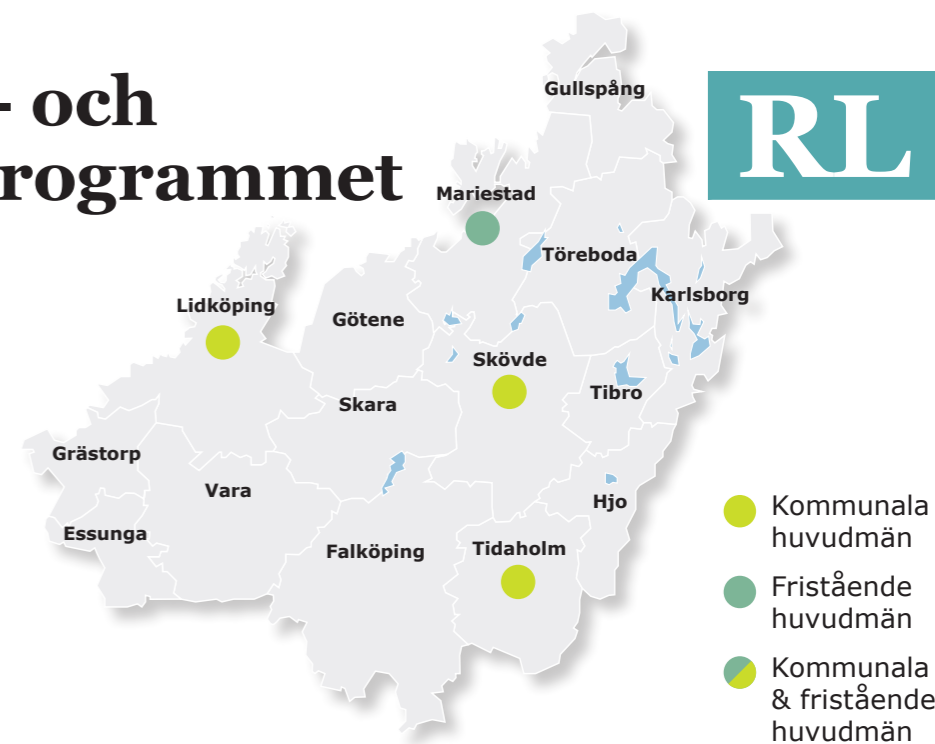 - och
rogrammet
RL
Gullspång
Mariestad
Töreboda
Karlsborg
Lidköping
Götene
Skövde
Tibro
Skara
Grästorp
Vara
Hjo
Essunga
Falköping
Tidaholm
Kommunala
huvudmän
Fristående
huvudmän
Kommunala
& fristående
huvudmän